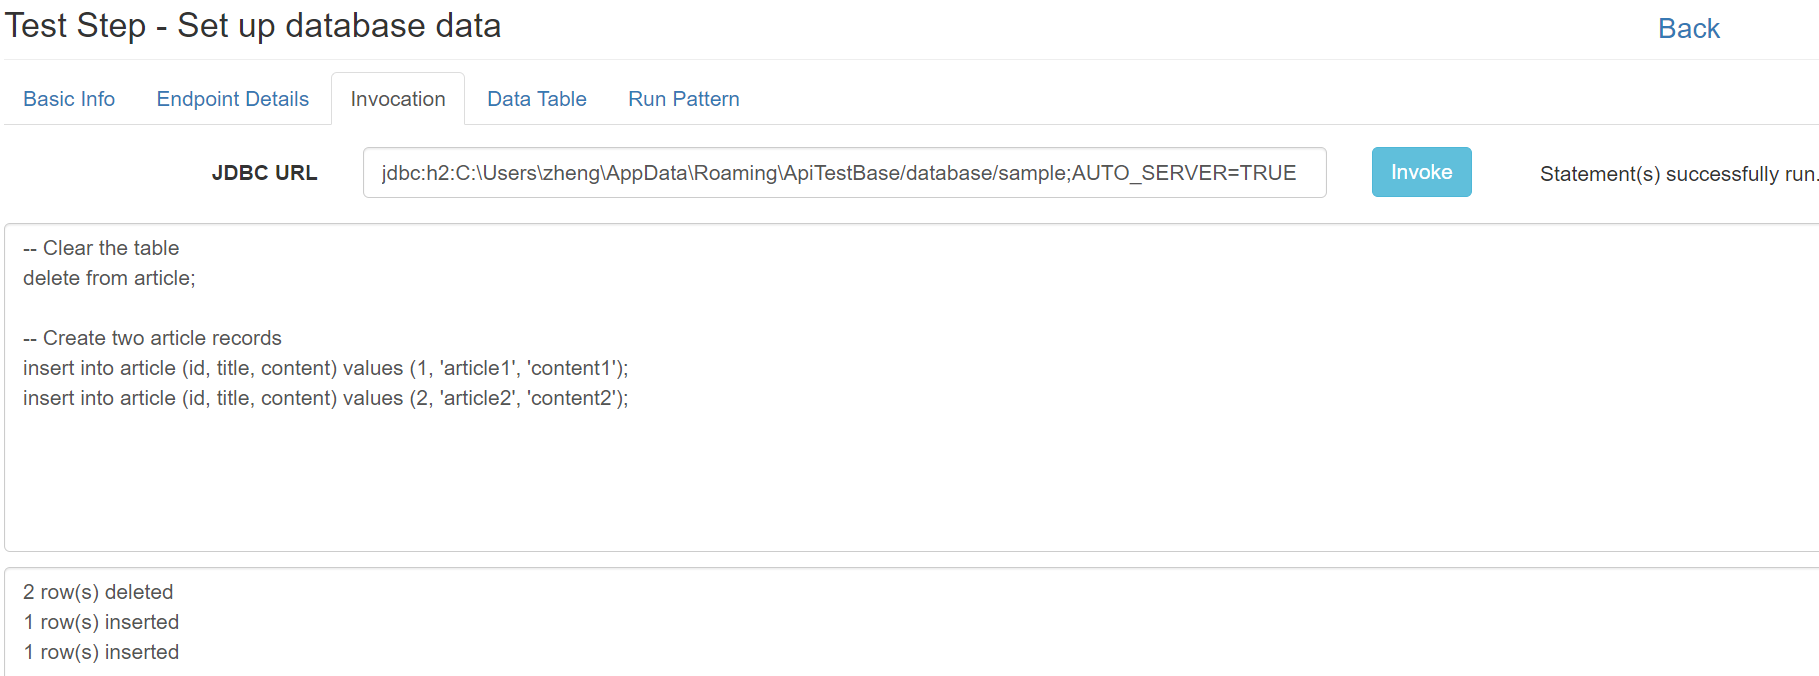 Test Step - Set up database data
Back
Basic Info
Endpoint Details
Invocation
Data Table
Run Pattern
JDBC URL
jdbc:h2:C:\Users\zheng\AppData\Roaming\ApiTestBase/database/sample;AUTO_SERVER=TRUE
Invoke
Statement(s) successfully run.
-- Clear the table
delete from article;
-- Create two article records
insert into article (id, title, content) values (1, 'article1', 'content1');
insert into article (id, title, content) values (2, 'article2', 'content2');
2 row(s) deleted
1 row(s) inserted
1 row(s) inserted